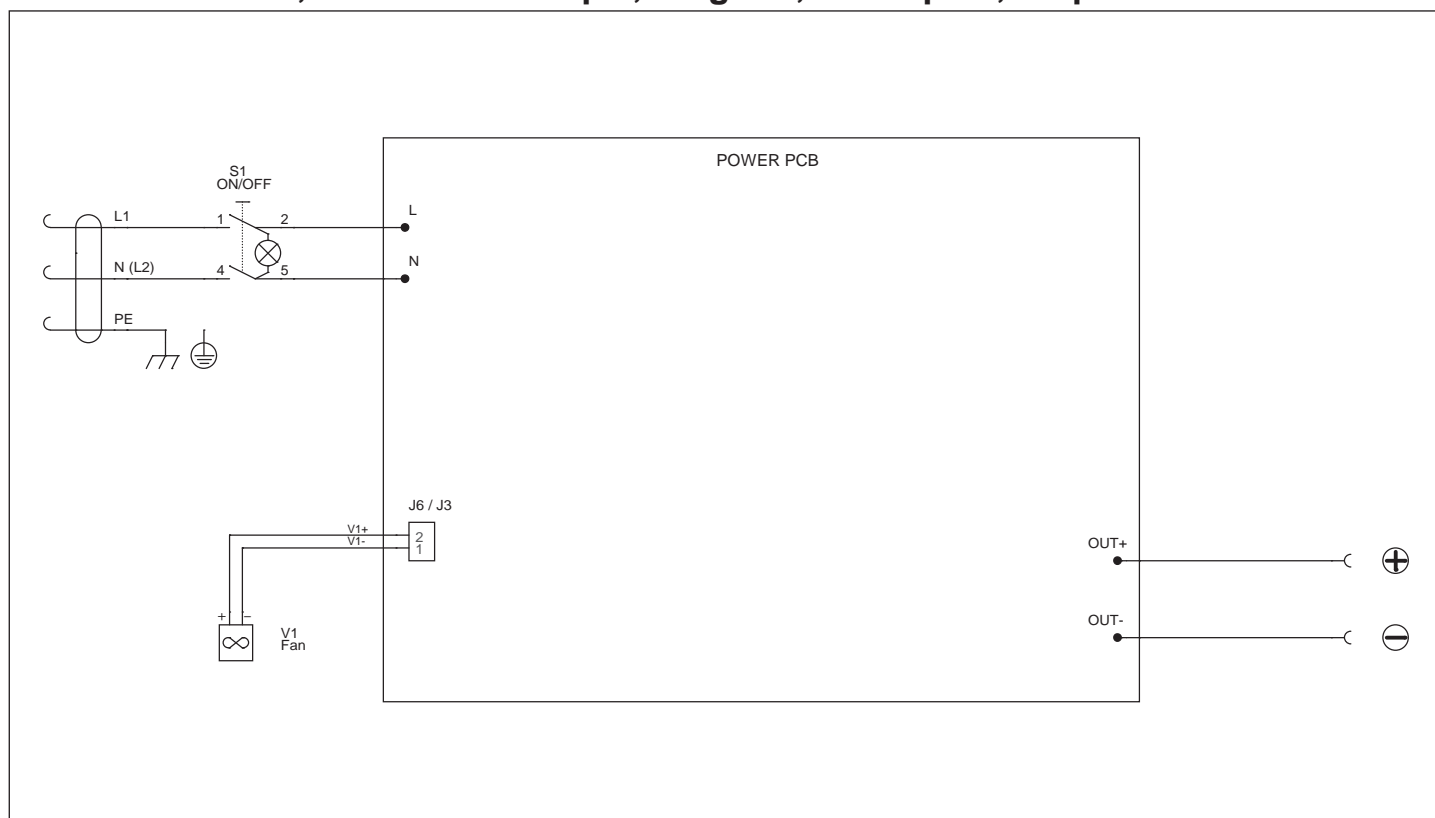 POWER PCB
S1
ON/OFF
L1
1
2
L
N (L2)
4
5
N
PE
J6 / J3
V1+
2
V1-
1
OUT+
+ -
OUT-
V1
Fan